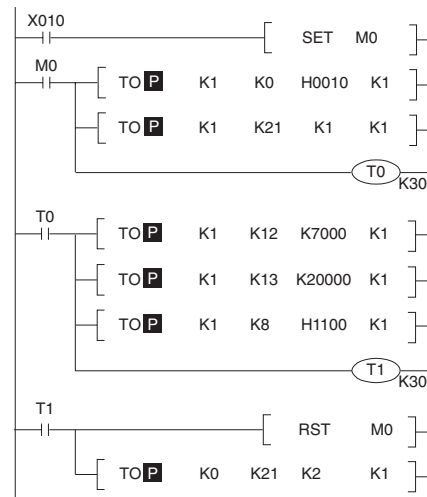 X010
SET M0
M0
TO P K1 K0 H0010 K1
TO P K1 K21 K1 K1
T0
K30
T0
TO P K1 K12 K7000 K1
TO P K1 K13 K20000 K1
TO P K1 K8 H1100 K1
T1
K30
T1
RST M0
TO P K0 K21 K2 K1